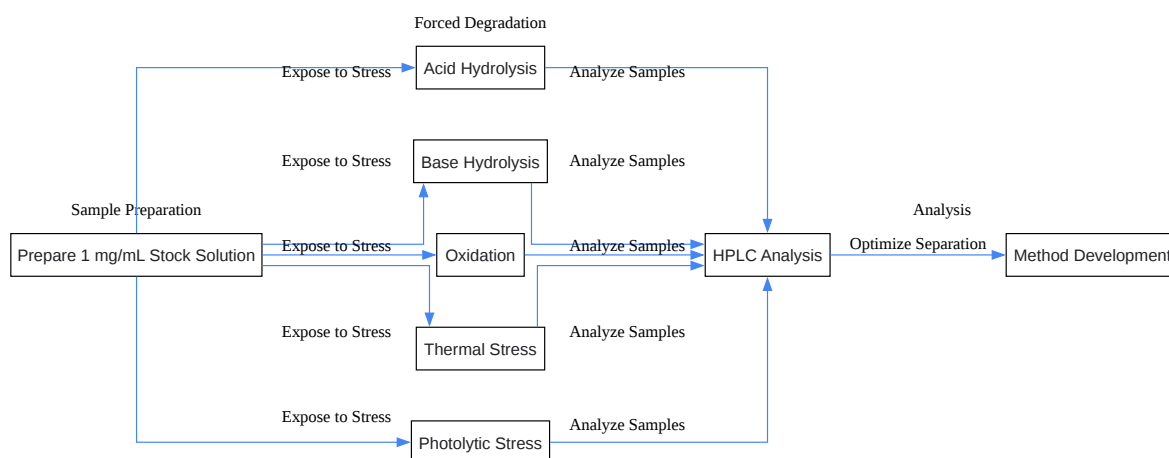 Forced Degradation
Expose to Stress
Acid Hydrolysis
Analyze Samples
Expose to Stress
Base Hydrolysis
Analyze Samples
Sample Preparation
Analysis
Prepare 1 mg/mL Stock Solution
Expose to Stress
Oxidation
Analyze Samples
HPLC Analysis
Optimize Separation
Method Development
Expose to Stress
Thermal Stress
Analyze Samples
Expose to Stress
Photolytic Stress
Analyze Samples